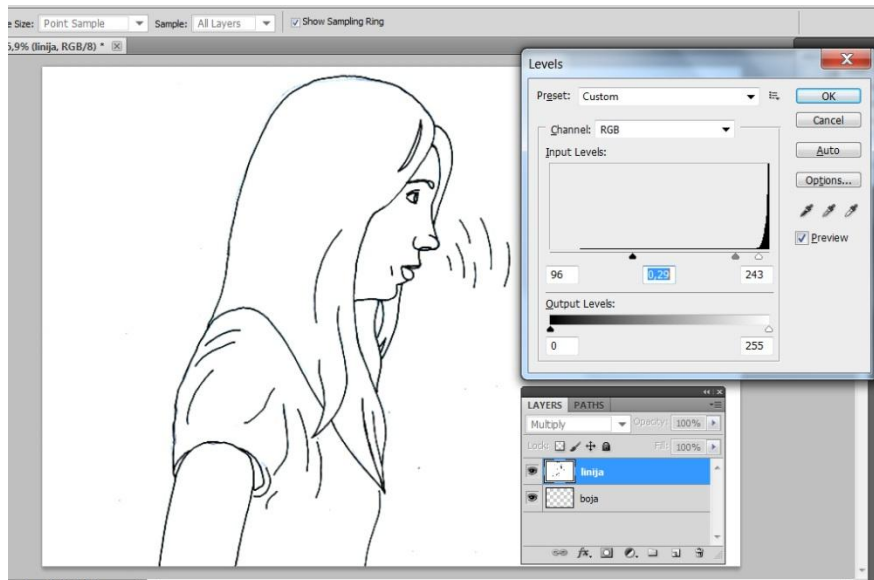 e Size: Point Sample Sample: All Layers Show Sampling Ring
5,9% (linija, RGB/8) *
Levels
Preset: Custom
OK
Channel: RGB
Cancel
Input Levels:
Auto
Options...
Preview
96 0,29 243
Output Levels:
0 255
LAYERS PATHS
Multiply Opacity: 100%
Lock: Fill: 100%
linija
boja
fx.